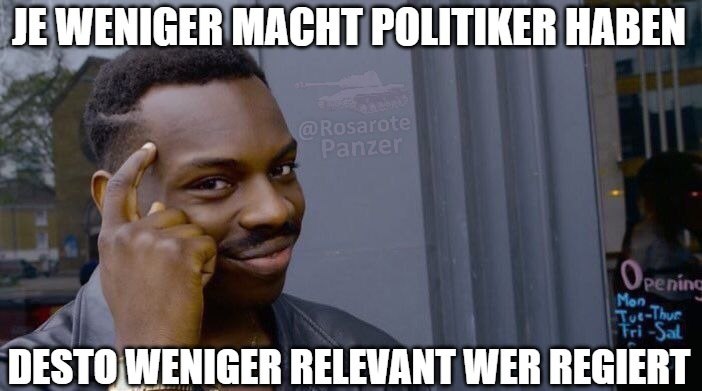 JE WENIGER MACHT POLITIKER HABEN
@Rosarote
Panzer
Opening
Mon
Tue-Thur
Fri-Sat
DESTO WENIGER RELEVANT WER REGIERT